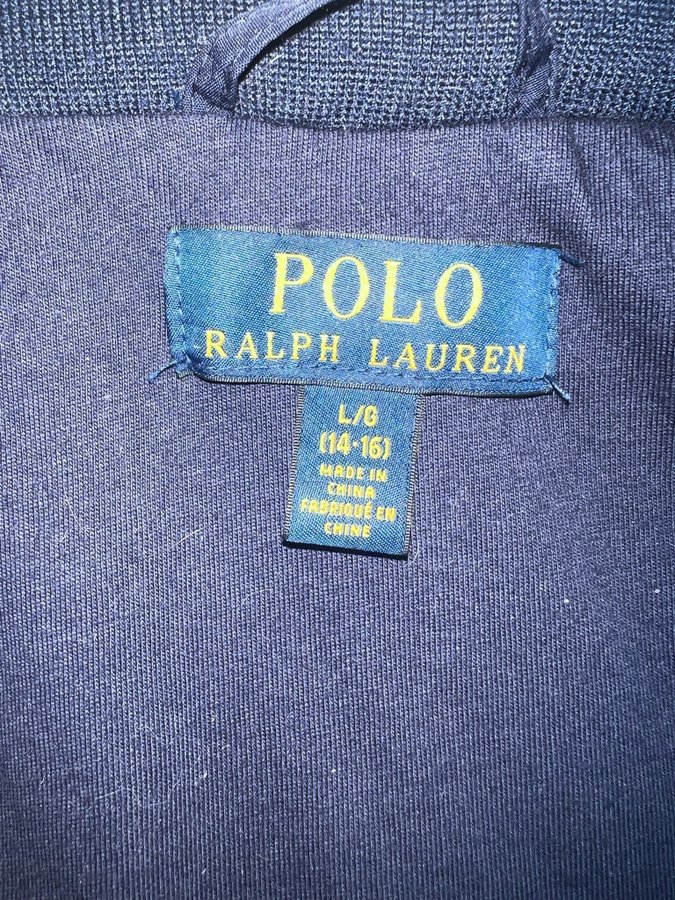 POLO
RALPH LAUREN
L/G
(14-16)
MADE IN
CHINA
FABRIQUÉ EN
CHINE